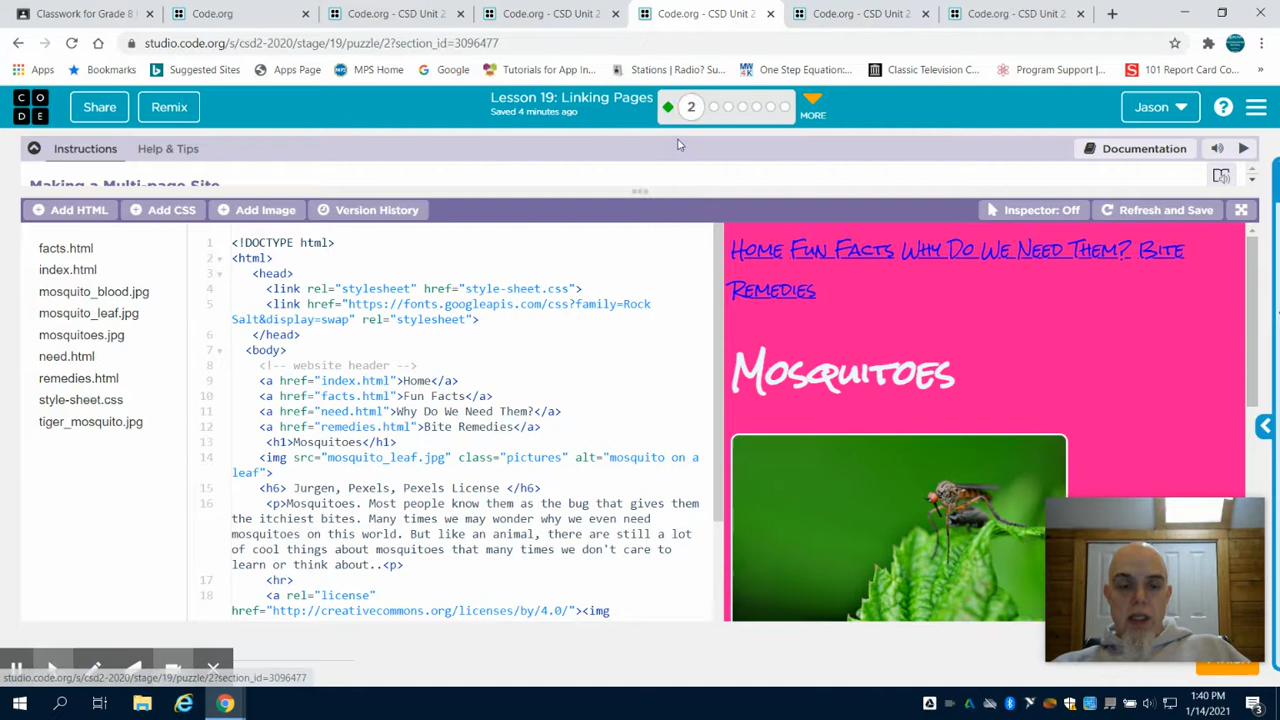 Classwork for Grade 8
Code.org
Code.org - CSD Unit 2
Code.org - CSD Unit 2
Code.org - CSD Unit 2
Code.org - CSD Unit 2
Code.org - CSD Unit 2
studio.code.org/s/csd2-2020/stage/19/puzzle/2?section_id=3096477
Apps
Bookmarks
Suggested Sites
Apps Page
MPS Home
Google
Tutorials for App In...
Stations | Radio? Su...
One Step Equation:...
Classic Television C...
Program Support |...
101 Report Card Co...
CODE
Share
Remix
Lesson 19: Linking Pages
Saved 4 minutes ago
2
MORE
Jason
Instructions
Help & Tips
Documentation
Making a Multi-page Site
Add HTML
Add CSS
Add Image
Version History
Inspector: Off
Refresh and Save
facts.html
index.html
mosquito_blood.jpg
mosquito_leaf.jpg
mosquitoes.jpg
need.html
remedies.html
style-sheet.css
tiger_mosquito.jpg
1 <!DOCTYPE html>
2 <html>
3 <head>
4 <link rel="stylesheet" href="style-sheet.css">
5 <link href="https://fonts.googleapis.com/css?family=Rock
Salt&display=swap" rel="stylesheet">
6 </head>
7 <body>
8 <!-- website header -->
9 <a href="index.html">Home</a>
10 <a href="facts.html">Fun Facts</a>
11 <a href="need.html">Why Do We Need Them?</a>
12 <a href="remedies.html">Bite Remedies</a>
13 <h1>Mosquitoes</h1>
14 <img src="mosquito_leaf.jpg" class="pictures" alt="mosquito on a
leaf">
15 <h6> Jurgen, Pexels, Pexels License </h6>
16 <p>Mosquitoes. Most people know them as the bug that gives them
the itchiest bites. Many times we may wonder why we even need
mosquitoes on this world. But like an animal, there are still a lot
of cool things about mosquitoes that many times we don't care to
learn or think about..<p>
17 <hr>
18 <a rel="license"
href="http://creativecommons.org/licenses/by/4.0/"><img
Home Fun Facts Why Do We Need Them? Bite
Remedies
Mosquitoes
studio.code.org/s/csd2-2020/stage/19/puzzle/2?section_id=3096477
1:40 PM
1/14/2021
3